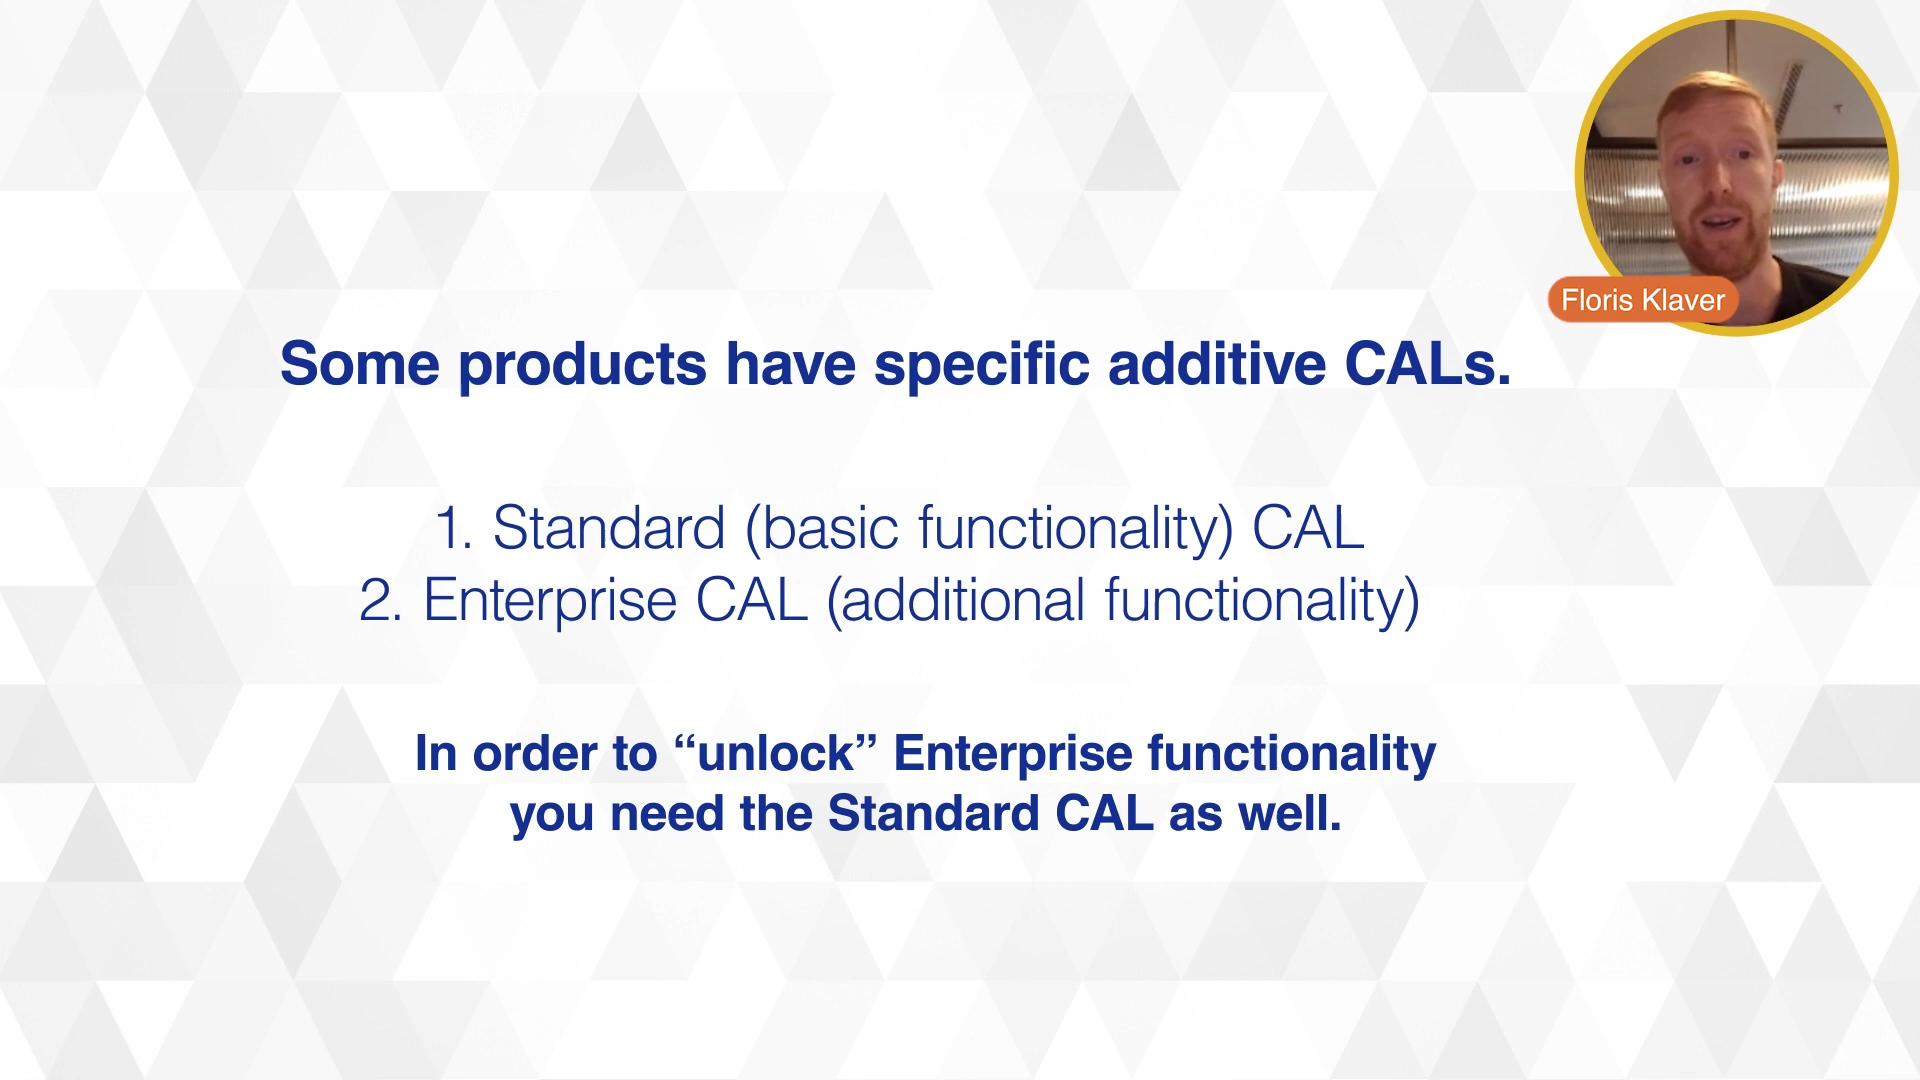 Floris Klaver
Some products have specific additive CALs.
1. Standard (basic functionality) CAL
2. Enterprise CAL (additional functionality)
In order to “unlock” Enterprise functionality
you need the Standard CAL as well.